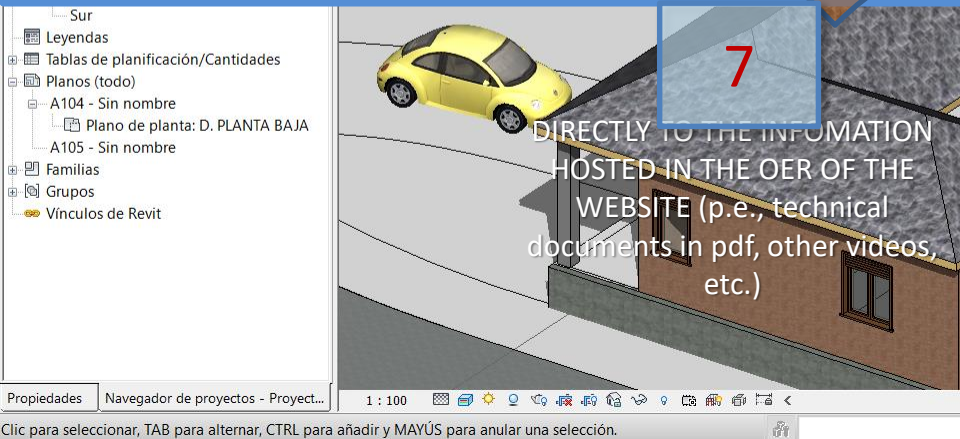 Sur
Leyendas
Tablas de planificación/Cantidades
Planos (todo)
A104 - Sin nombre
Plano de planta: D. PLANTA BAJA
A105 - Sin nombre
Familias
Grupos
Vínculos de Revit
7
DIRECTLY TO THE INFOMATION
HOSTED IN THE OER OF THE
WEBSITE (p.e., technical
documents in pdf, other videos,
etc.)
Propiedades
Navegador de proyectos - Proyect...
1 : 100
Clic para seleccionar, TAB para alternar, CTRL para añadir y MAYÚS para anular una selección.